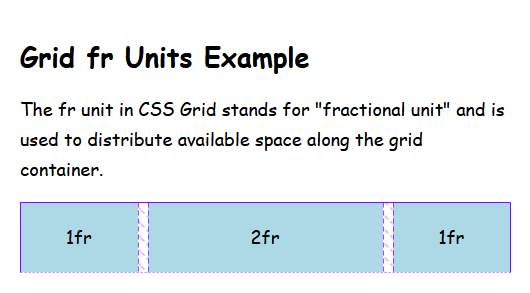 Grid fr Units Example
The fr unit in CSS Grid stands for "fractional unit" and is
used to distribute available space along the grid
container.
1fr 2fr 1fr